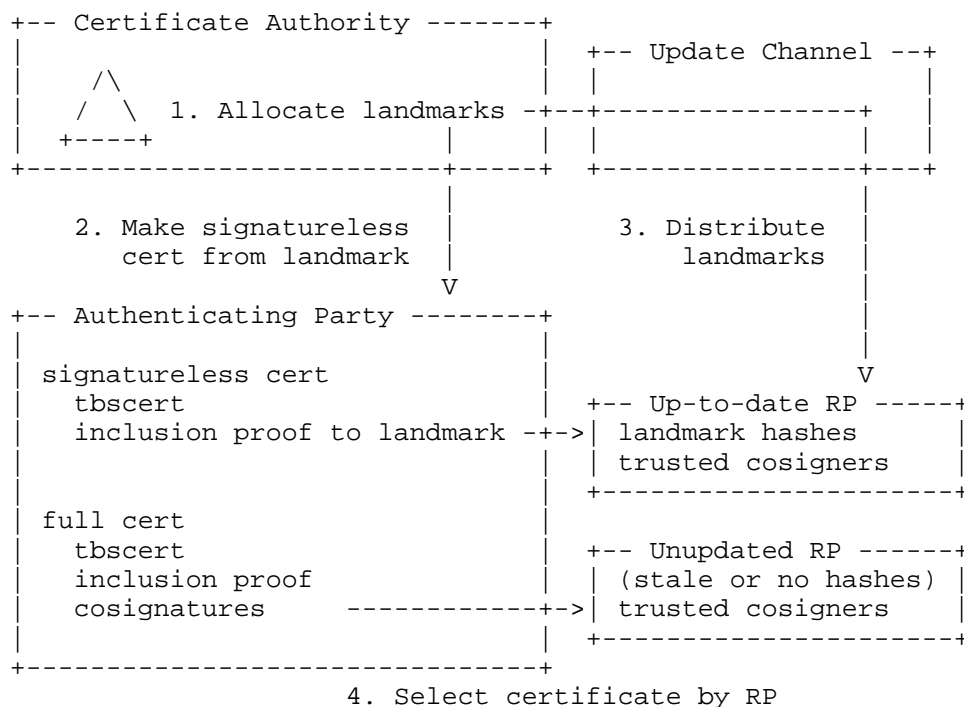 +-- Certificate Authority -------+
|                                |  +-- Update Channel --+
|     /\                         |  |                    |
|    /  \  1. Allocate landmarks -+--+----------------+   |
|   +----+                  |     |  |                |   |
+---------------------------+-----+  +----------------+---+
                            |                         |
    2. Make signatureless   |          3. Distribute  |
       cert from landmark   |              landmarks  |
                            V                         |
+-- Authenticating Party --------+                    |
|                                |                    |
| signatureless cert             |                    V
|   tbscert                      |  +-- Up-to-date RP -----+
|   inclusion proof to landmark -+->| landmark hashes       |
|                                |  | trusted cosigners     |
|                                |  +-----------------------+
| full cert                      |
|   tbscert                      |  +-- Unupdated RP ------+
|   inclusion proof              |  | (stale or no hashes) |
|   cosignatures    ------------+->| trusted cosigners     |
|                                |  +-----------------------+
+--------------------------------+
                     4. Select certificate by RP